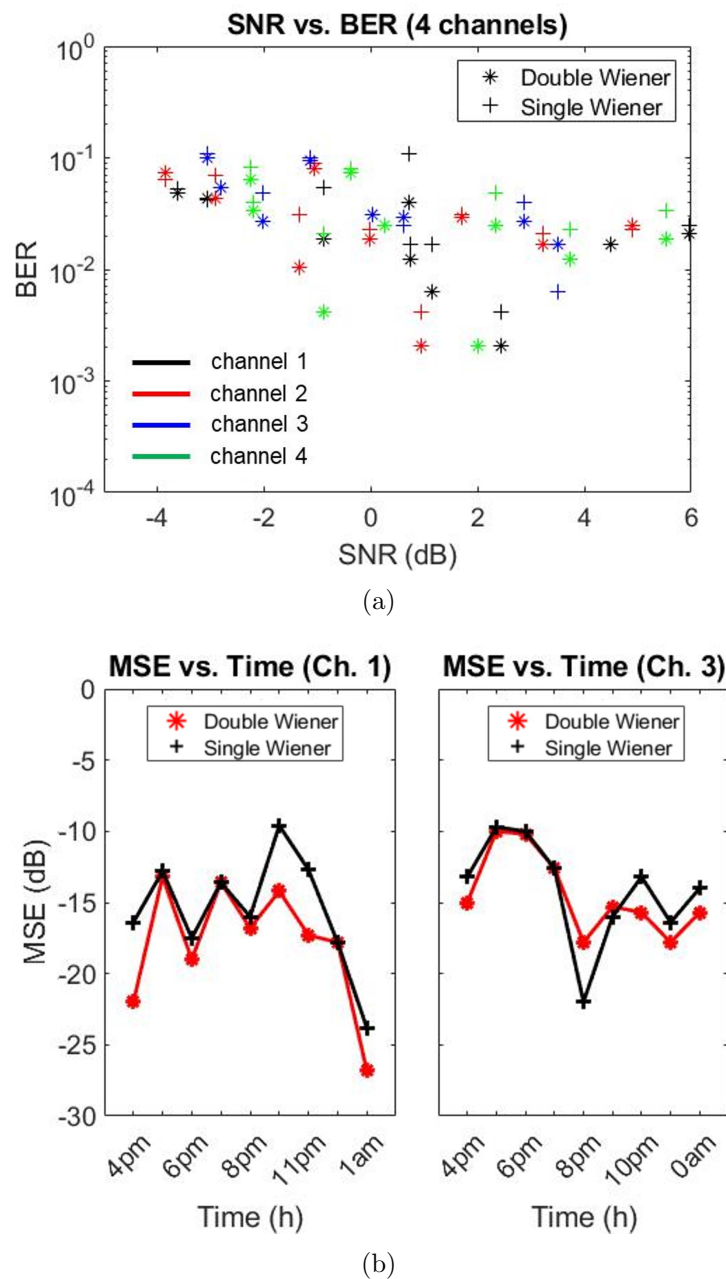 SNR vs. BER (4 channels)
Double Wiener
Single Wiener
10^0
10^-1
10^-2
10^-3
10^-4
BER
channel 1
channel 2
channel 3
channel 4
-4 -2 0 2 4 6
SNR (dB)
(a)
MSE vs. Time (Ch. 1)
Double Wiener
Single Wiener
0
-5
-10
-15
-20
-25
-30
MSE (dB)
4pm 6pm 8pm 11pm 1am
Time (h)
MSE vs. Time (Ch. 3)
Double Wiener
Single Wiener
4pm 6pm 8pm 10pm 0am
Time (h)
(b)